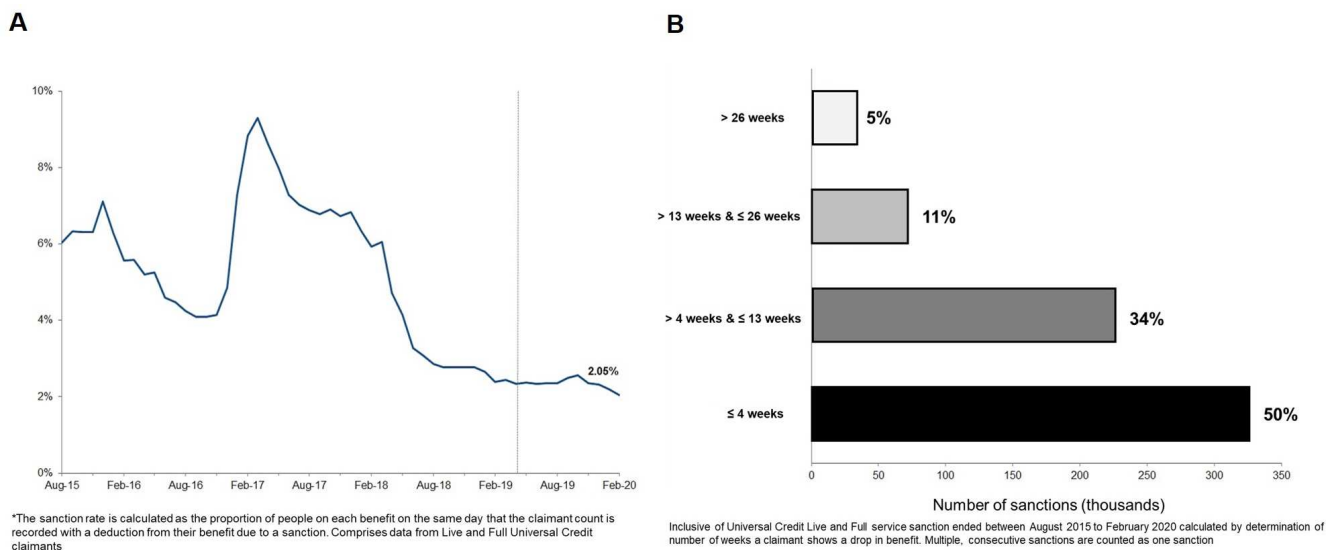 A
10%
8%
6%
4%
2%
0%
2.05%
Aug-15 Feb-16 Aug-16 Feb-17 Aug-17 Feb-18 Aug-18 Feb-19 Aug-19 Feb-20
*The sanction rate is calculated as the proportion of people on each benefit on the same day that the claimant count is
recorded with a deduction from their benefit due to a sanction. Comprises data from Live and Full Universal Credit
claimants
B
> 26 weeks 5%
> 13 weeks & ≤ 26 weeks 11%
> 4 weeks & ≤ 13 weeks 34%
≤ 4 weeks 50%
0 50 100 150 200 250 300 350
Number of sanctions (thousands)
Inclusive of Universal Credit Live and Full service sanction ended between August 2015 to February 2020 calculated by determination of
number of weeks a claimant shows a drop in benefit. Multiple, consecutive sanctions are counted as one sanction